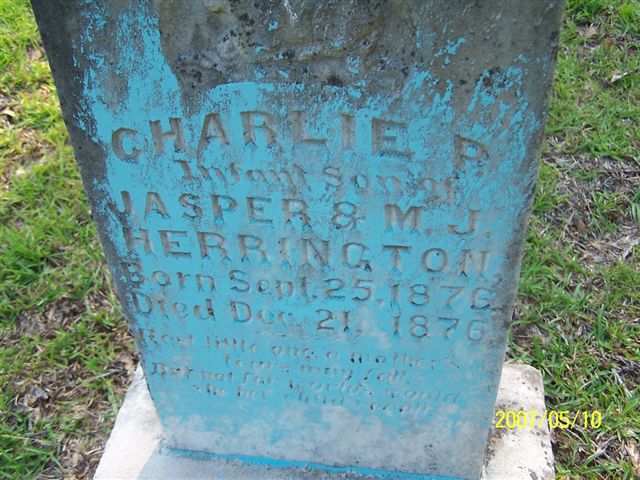 CHARLIE P.
Infant Son of
JASPER & M. J.
HERRINGTON.
Born Sept. 25, 1876
Died Dec. 21, 1876
Rest little one a mother's
tears may fall,
But not for worlds would
she her child recall
2007/05/10